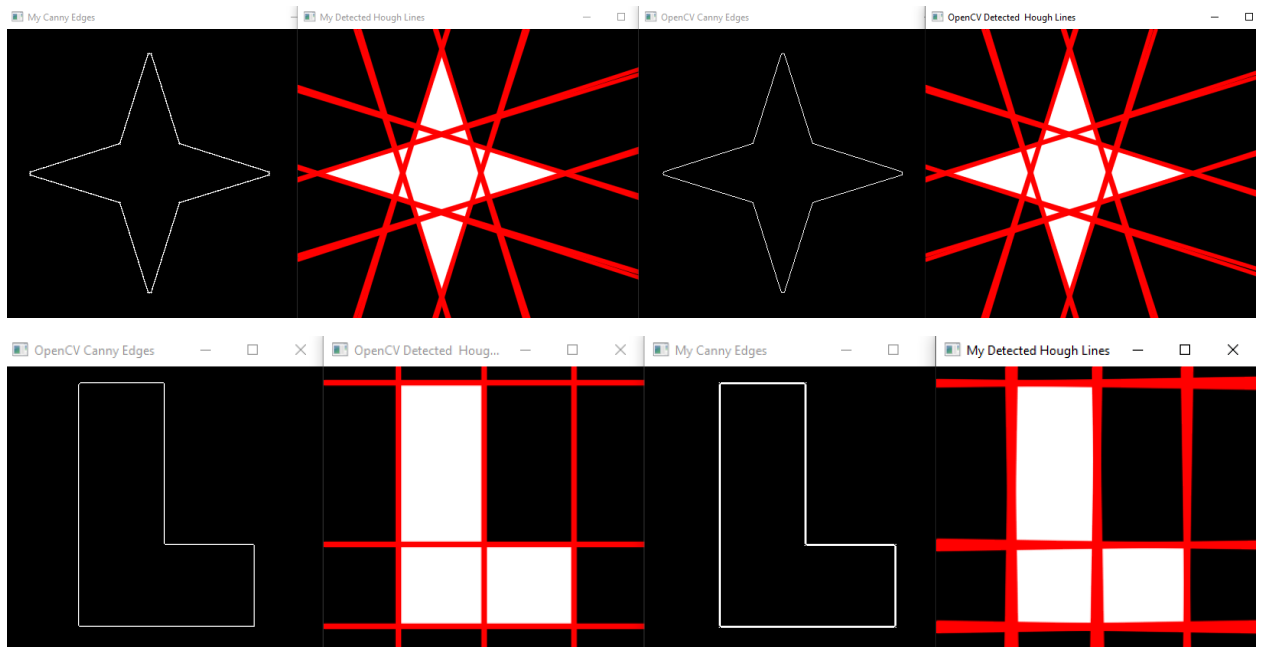 My Canny Edges
My Detected Hough Lines
OpenCV Canny Edges
OpenCV Detected Hough Lines
OpenCV Canny Edges
OpenCV Detected Houg...
My Canny Edges
My Detected Hough Lines